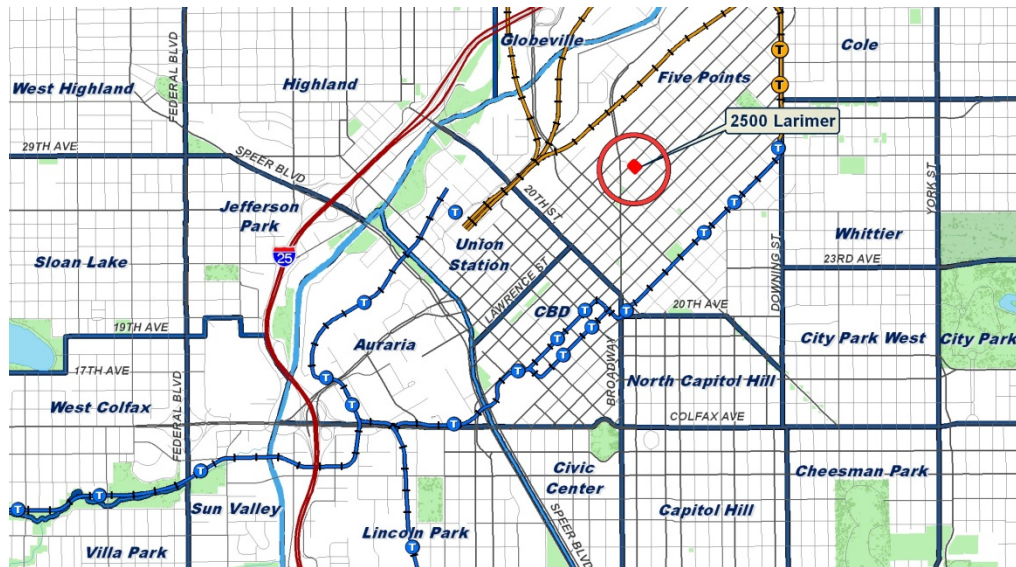 Globeville
Cole
West Highland
FEDERAL BLVD
Highland
Five Points
T
T
2500 Larimer
29TH AVE
SPEER BLVD
T
20TH ST
YORK ST
Jefferson
Park
T
T
Union
Station
T
DOWNING ST
Whittier
Sloan Lake
25
23RD AVE
LAWRENCE ST
T
CBD
T
T
20TH AVE
19TH AVE
Auraria
T
BROADWAY
City Park West
City Park
17TH AVE
T
T
North Capitol Hill
West Colfax
FEDERAL BLVD
T
T
COLFAX AVE
Civic
Center
Cheesman Park
T
T
T
Sun Valley
SPEER BLVD
Capitol Hill
Lincoln Park
T
Villa Park